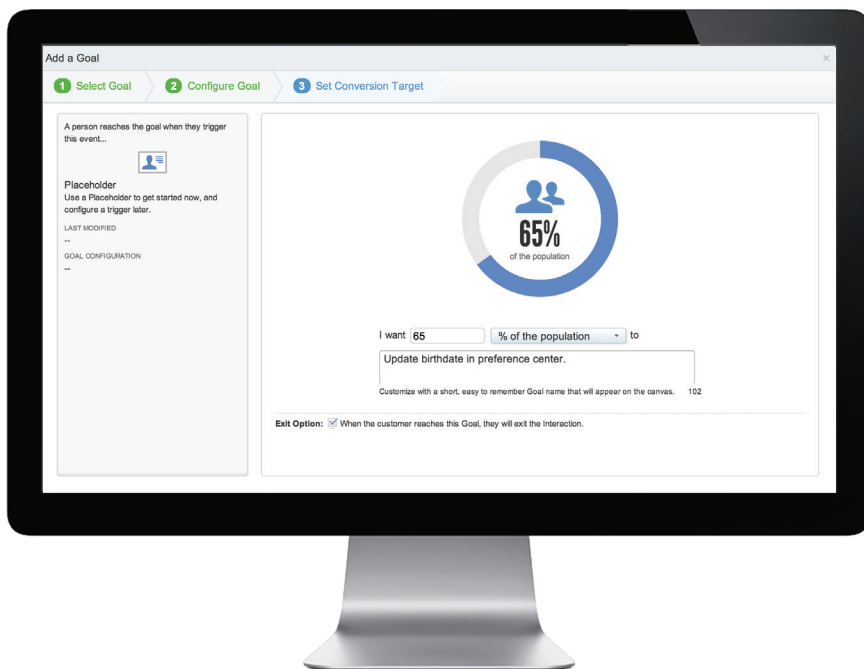 Add a Goal
×
1 Select Goal 2 Configure Goal 3 Set Conversion Target
A person reaches the goal when they trigger
this event...
Placeholder
Use a Placeholder to get started now, and
configure a trigger later.
LAST MODIFIED
--
GOAL CONFIGURATION
--
65%
of the population
I want 65 % of the population to
Update birthdate in preference center.
Customize with a short, easy to remember Goal name that will appear on the canvas. 102
Exit Option: When the customer reaches this Goal, they will exit the Interaction.